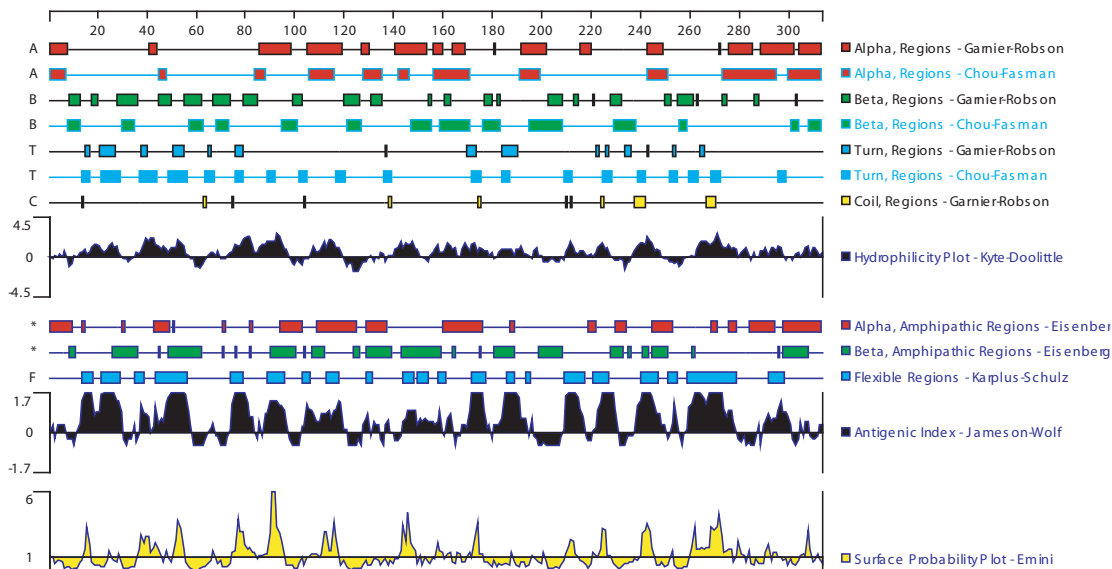 20 40 60 80 100 120 140 160 180 200 220 240 260 280 300
A Alpha, Regions - Garnier-Robson
A Alpha, Regions - Chou-Fasman
B Beta, Regions - Garnier-Robson
B Beta, Regions - Chou-Fasman
T Turn, Regions - Garnier-Robson
T Turn, Regions - Chou-Fasman
C Coil, Regions - Garnier-Robson
4.5
0 Hydrophilicity Plot - Kyte-Doolittle
-4.5
* Alpha, Amphipathic Regions - Eisenber
* Beta, Amphipathic Regions - Eisenberg
F Flexible Regions - Karplus-Schulz
1.7
0 Antigenic Index - Jameson-Wolf
-1.7
6
1 Surface Probability Plot - Emini